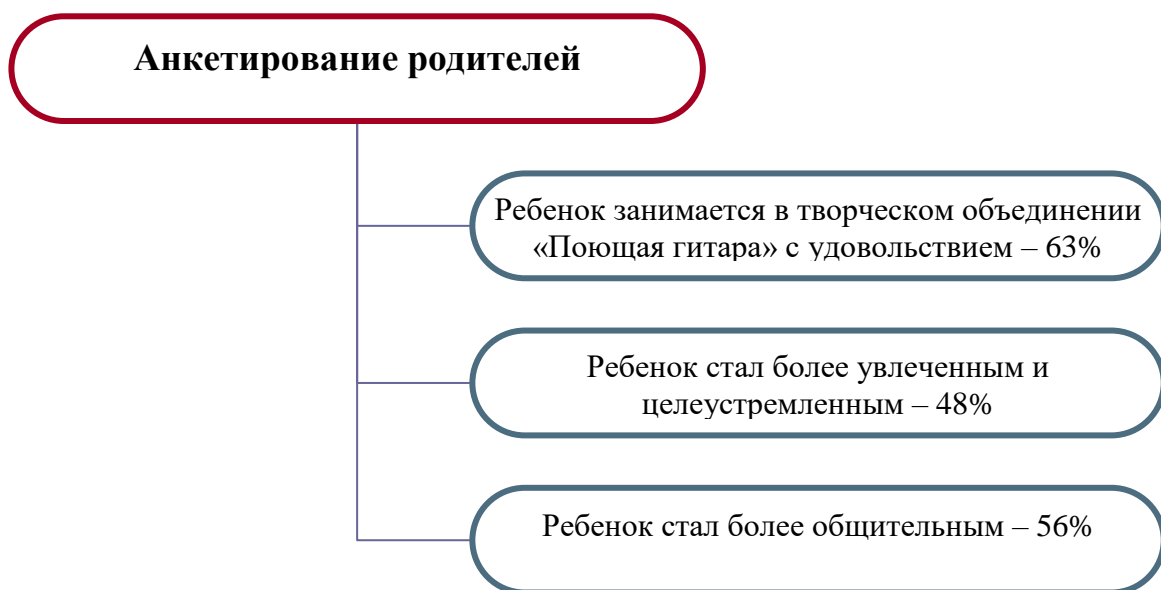 Анкетирование родителей
Ребенок занимается в творческом объединении
«Поющая гитара» с удовольствием – 63%
Ребенок стал более увлеченным и
целеустремленным – 48%
Ребенок стал более общительным – 56%